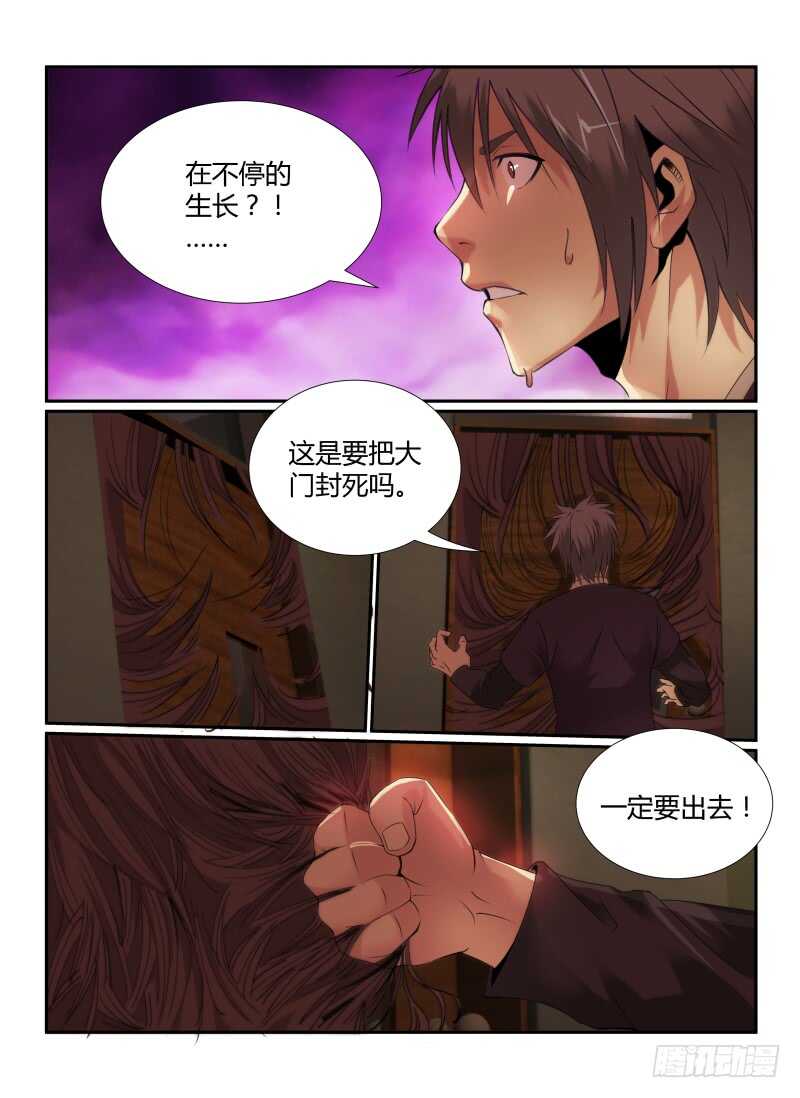 在不停的
生长？！
……
这是要把大
门封死吗。
一定要出去！
腾讯动漫